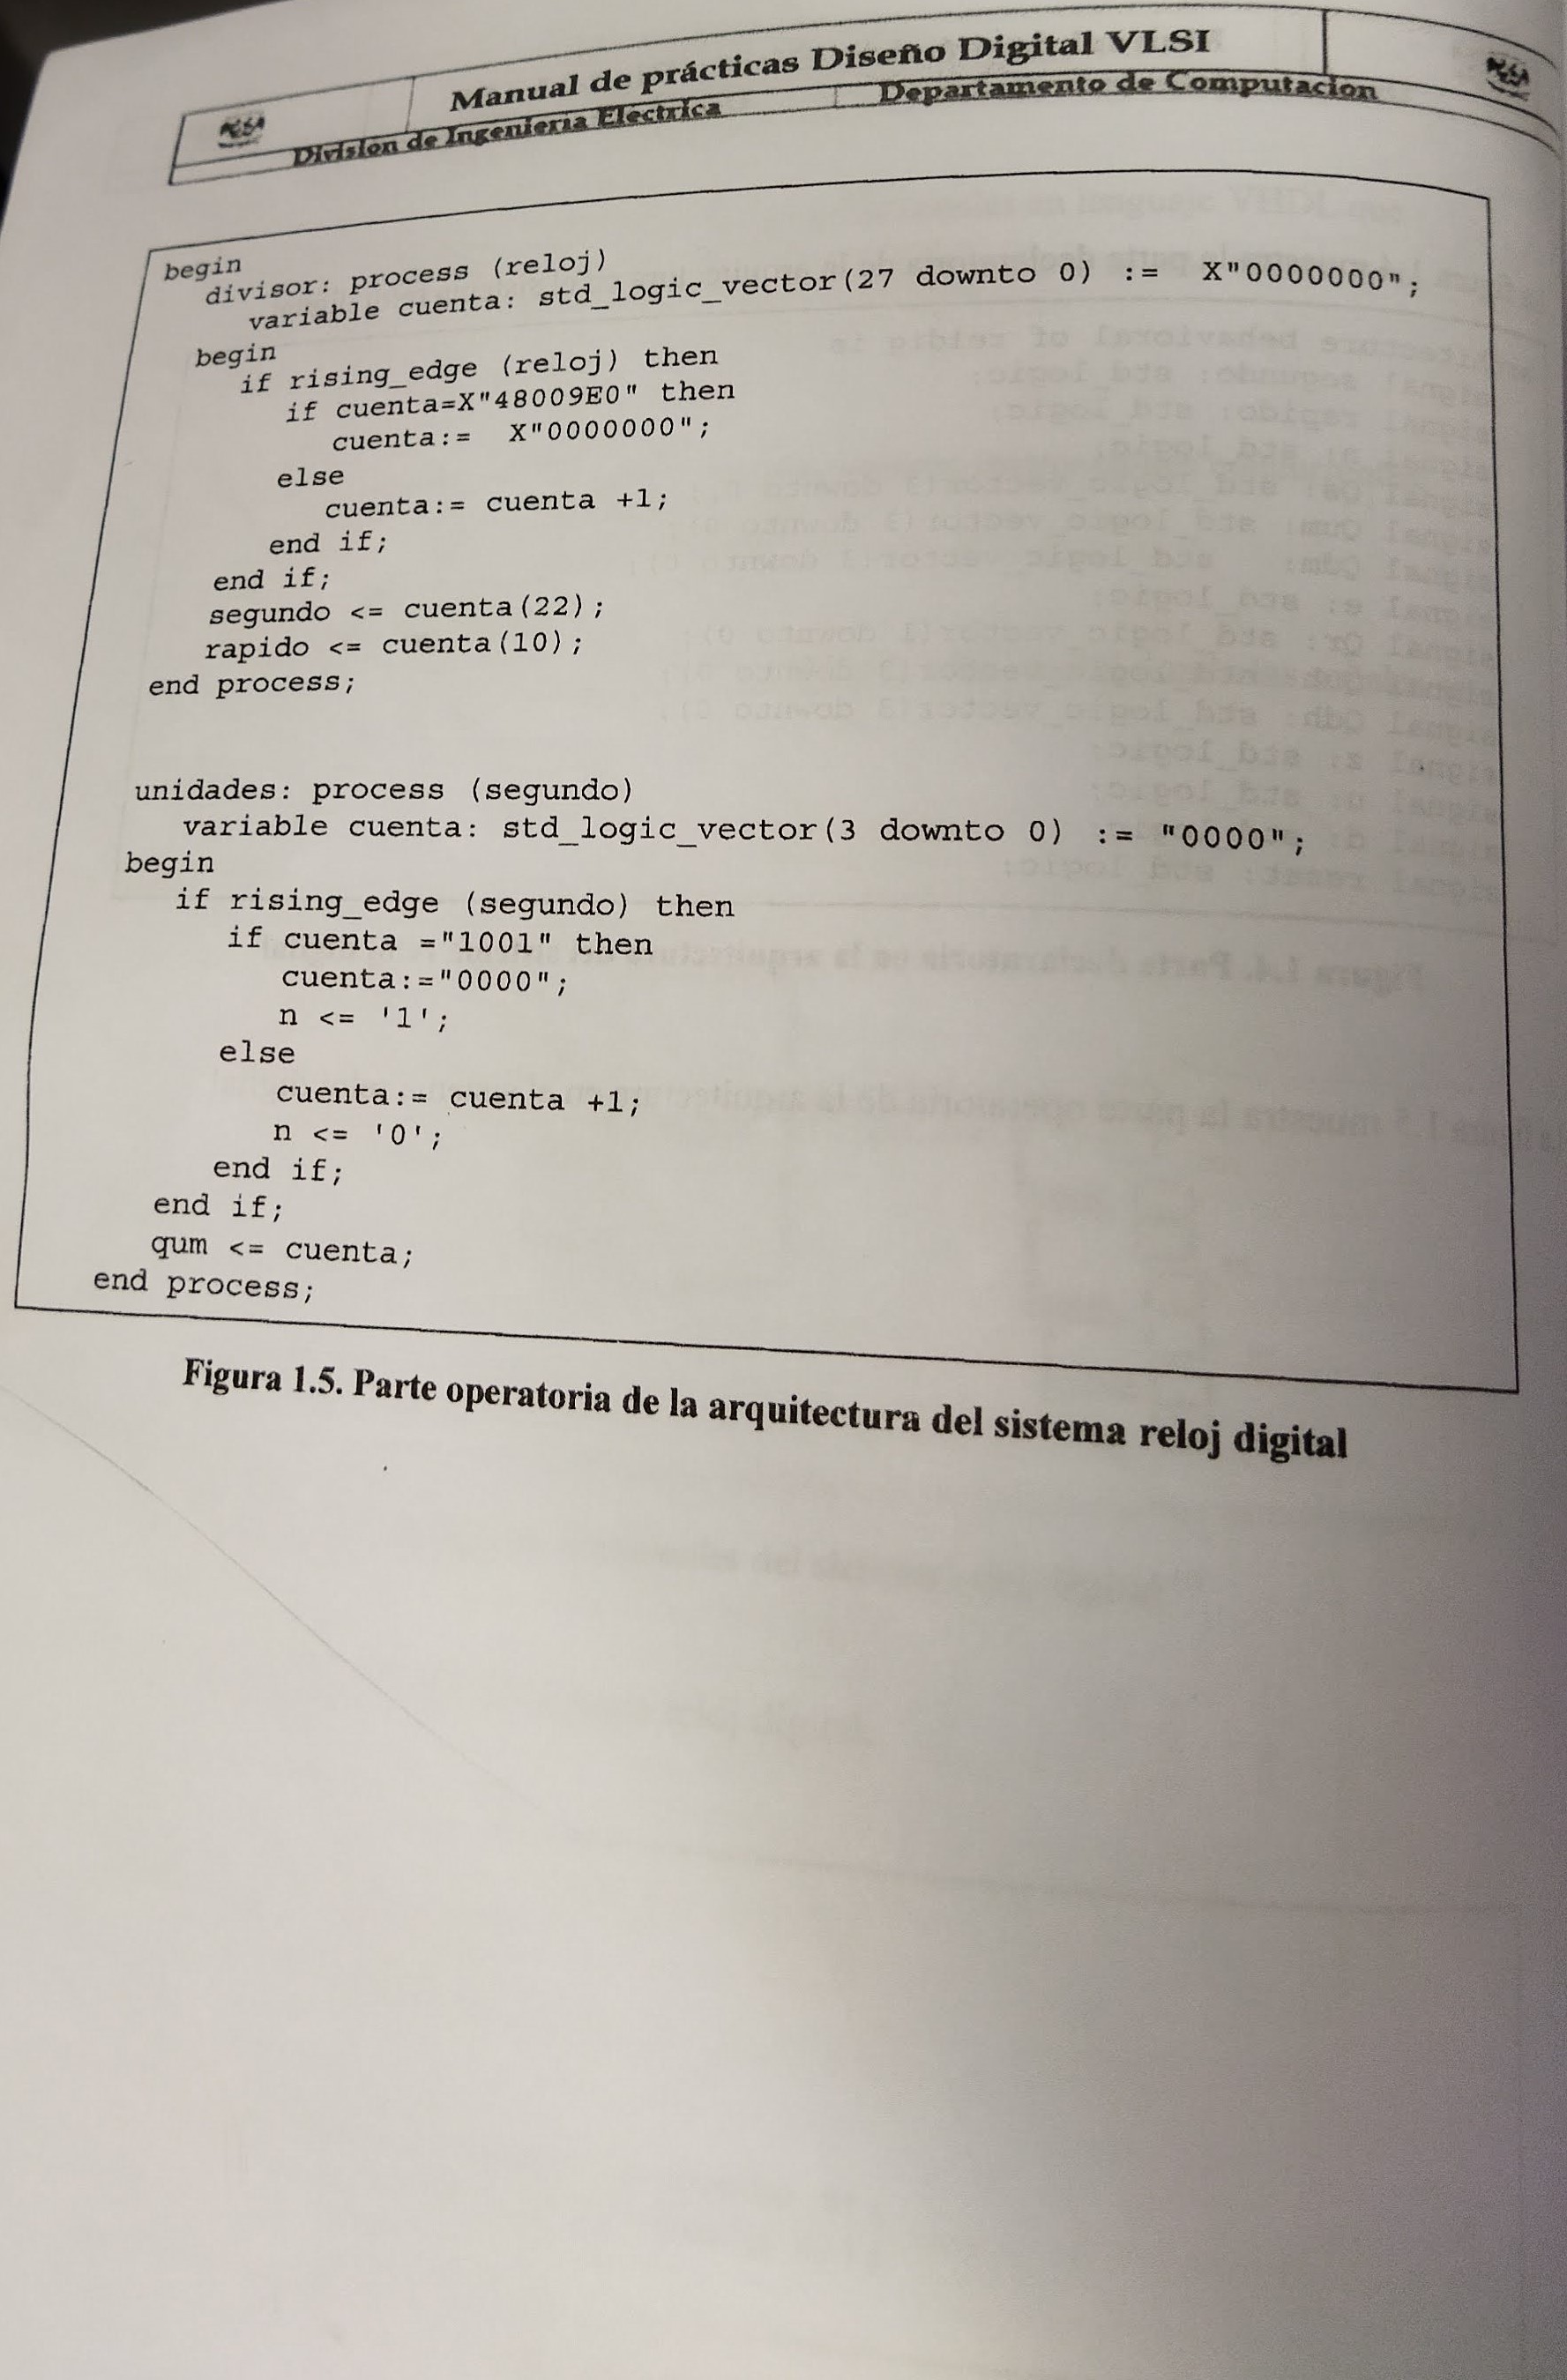 Manual de prácticas Diseño Digital VLSI
División de Ingeniería Eléctrica
Departamento de Computación
begin
divisor: process (reloj)
variable cuenta: std_logic_vector(27 downto 0) := X"0000000";
begin
if rising_edge (reloj) then
if cuenta=X"48009E0" then
cuenta:= X"0000000";
else
cuenta:= cuenta +1;
end if;
end if;
segundo <= cuenta(22);
rapido <= cuenta(10);
end process;
unidades: process (segundo)
variable cuenta: std_logic_vector(3 downto 0) := "0000";
begin
if rising_edge (segundo) then
if cuenta ="1001" then
cuenta:="0000";
n <= '1';
else
cuenta:= cuenta +1;
n <= '0';
end if;
end if;
qum <= cuenta;
end process;
Figura 1.5. Parte operatoria de la arquitectura del sistema reloj digital